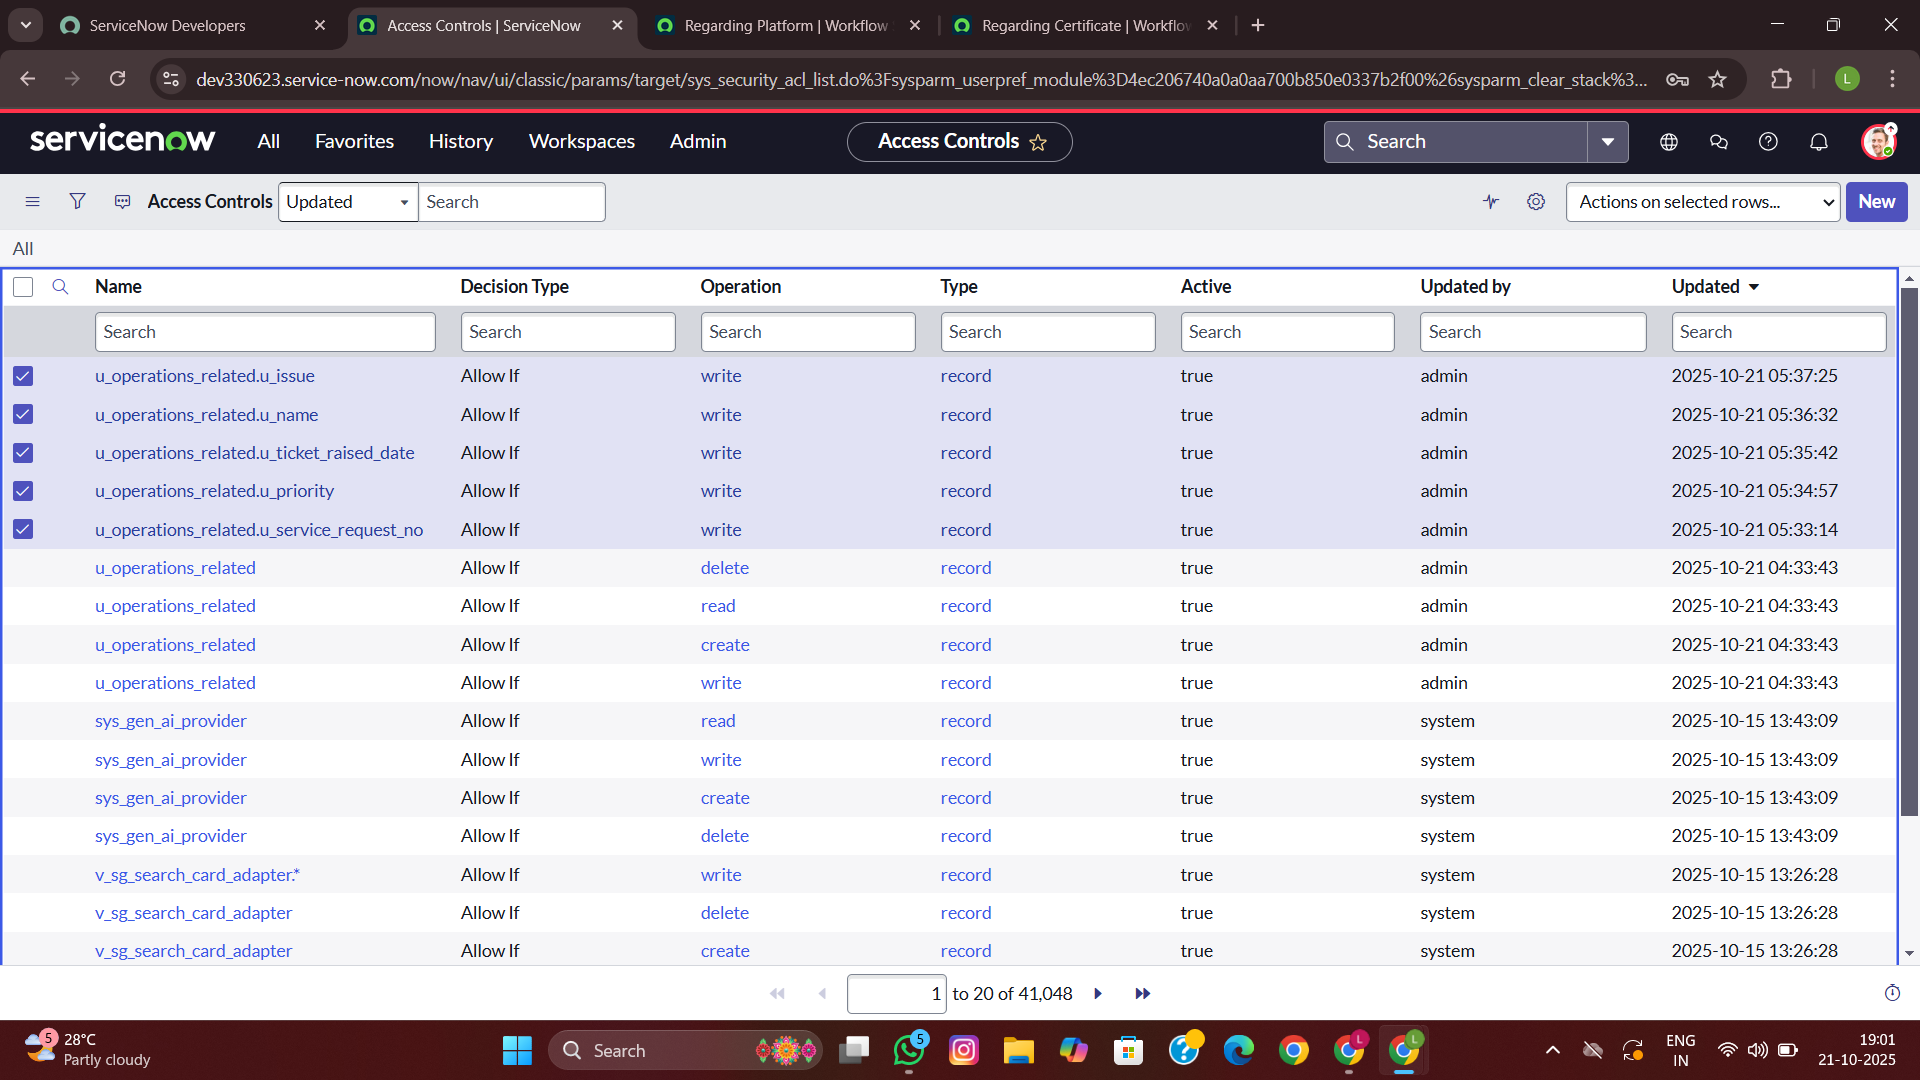 ServiceNow Developers
Access Controls | ServiceNow
Regarding Platform | Workflow
Regarding Certificate | Workflo
dev330623.service-now.com/now/nav/ui/classic/params/target/sys_security_acl_list.do%3Fsysparm_userpref_module%3D4ec206740a0a0aa700b850e0337b2f00%26sysparm_clear_stack%3...
L
servicenow All Favorites History Workspaces Admin Access Controls Search
Access Controls Updated Search Actions on selected rows... New
All
Name Decision Type Operation Type Active Updated by Updated
Search Search Search Search Search Search Search
u_operations_related.u_issue Allow If write record true admin 2025-10-21 05:37:25
u_operations_related.u_name Allow If write record true admin 2025-10-21 05:36:32
u_operations_related.u_ticket_raised_date Allow If write record true admin 2025-10-21 05:35:42
u_operations_related.u_priority Allow If write record true admin 2025-10-21 05:34:57
u_operations_related.u_service_request_no Allow If write record true admin 2025-10-21 05:33:14
u_operations_related Allow If delete record true admin 2025-10-21 04:33:43
u_operations_related Allow If read record true admin 2025-10-21 04:33:43
u_operations_related Allow If create record true admin 2025-10-21 04:33:43
u_operations_related Allow If write record true admin 2025-10-21 04:33:43
sys_gen_ai_provider Allow If read record true system 2025-10-15 13:43:09
sys_gen_ai_provider Allow If write record true system 2025-10-15 13:43:09
sys_gen_ai_provider Allow If create record true system 2025-10-15 13:43:09
sys_gen_ai_provider Allow If delete record true system 2025-10-15 13:43:09
v_sg_search_card_adapter.* Allow If write record true system 2025-10-15 13:26:28
v_sg_search_card_adapter Allow If delete record true system 2025-10-15 13:26:28
v_sg_search_card_adapter Allow If create record true system 2025-10-15 13:26:28
1 to 20 of 41,048
5 28°C
Partly cloudy
Search
5
L
L
ENG
IN
19:01
21-10-2025